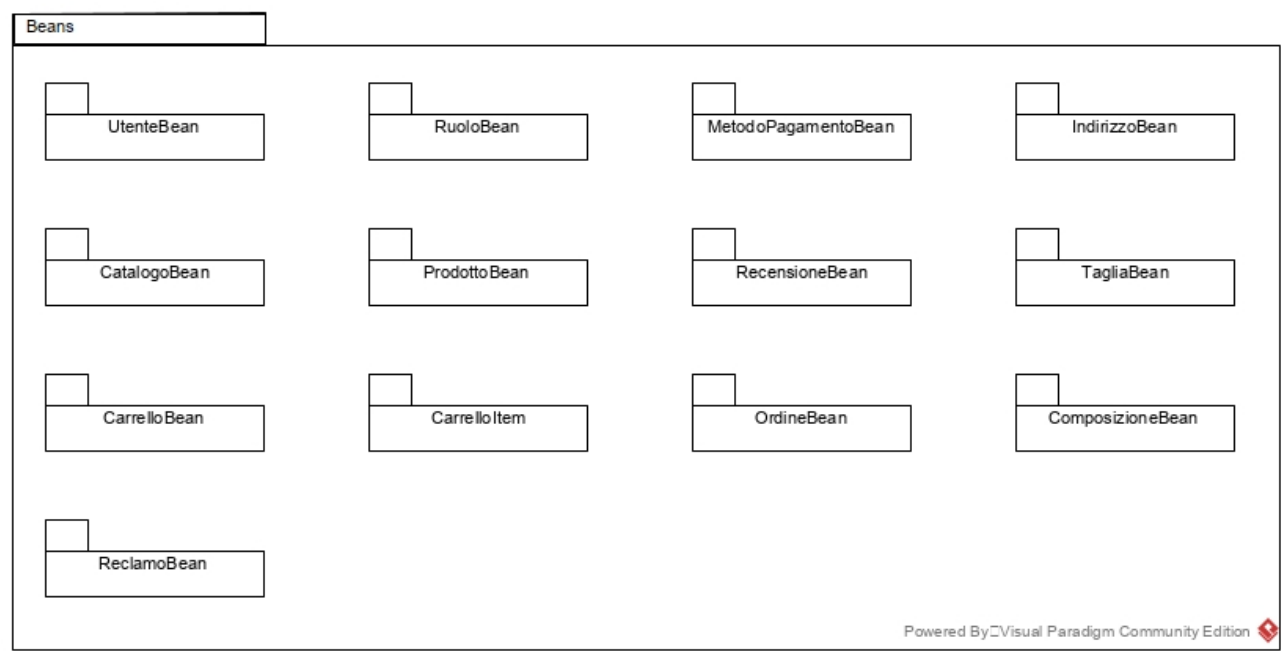 Beans
UtenteBean
RuoloBean
MetodoPagamentoBean
IndirizzoBean
CatalogoBean
ProdottoBean
RecensioneBean
TagliaBean
CarrelloBean
CarrelloItem
OrdineBean
ComposizioneBean
ReclamoBean
Powered By Visual Paradigm Community Edition